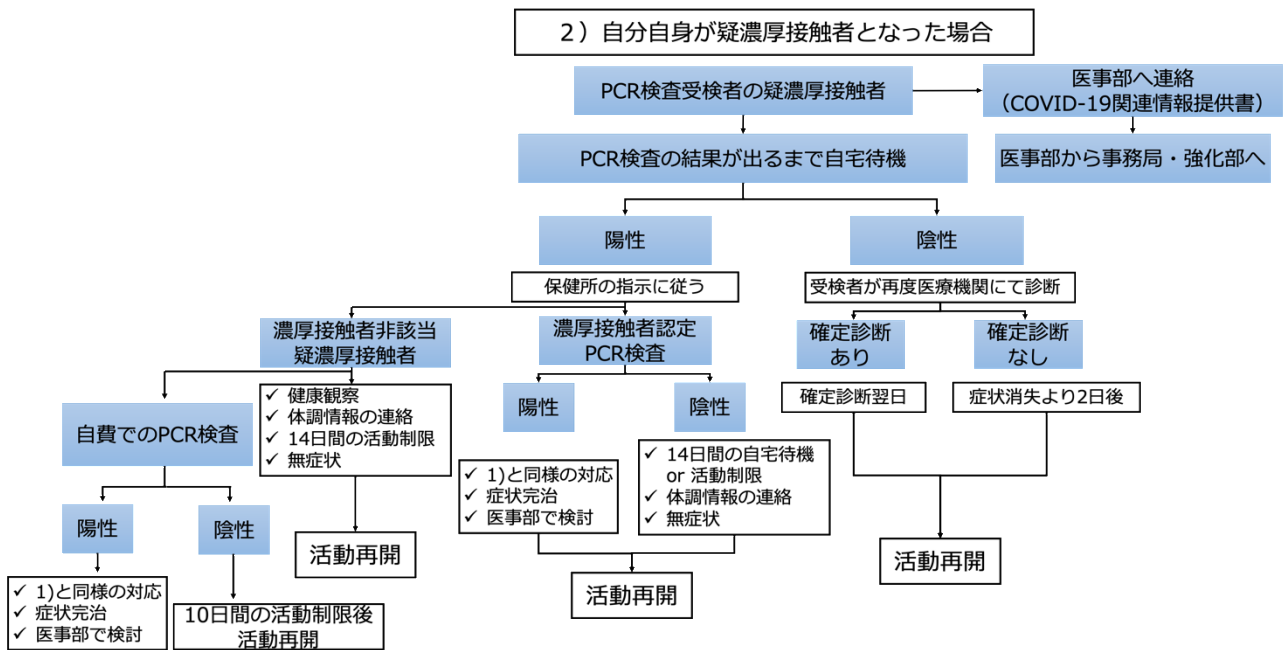 2）自分自身が疑濃厚接触者となった場合
PCR検査受検者の疑濃厚接触者
医事部へ連絡
（COVID-19関連情報提供書）
PCR検査の結果が出るまで自宅待機
医事部から事務局・強化部へ
陽性
陰性
保健所の指示に従う
受検者が再度医療機関にて診断
濃厚接触者非該当
疑濃厚接触者
濃厚接触者認定
PCR検査
確定診断
あり
確定診断
なし
自費でのPCR検査
✓ 健康観察
✓ 体調情報の連絡
✓ 14日間の活動制限
✓ 無症状
陽性
陰性
確定診断翌日
症状消失より2日後
✓ 1)と同様の対応
✓ 症状完治
✓ 医事部で検討
✓ 14日間の自宅待機
or 活動制限
✓ 体調情報の連絡
✓ 無症状
陽性
陰性
活動再開
活動再開
活動再開
✓ 1)と同様の対応
✓ 症状完治
✓ 医事部で検討
10日間の活動制限後
活動再開